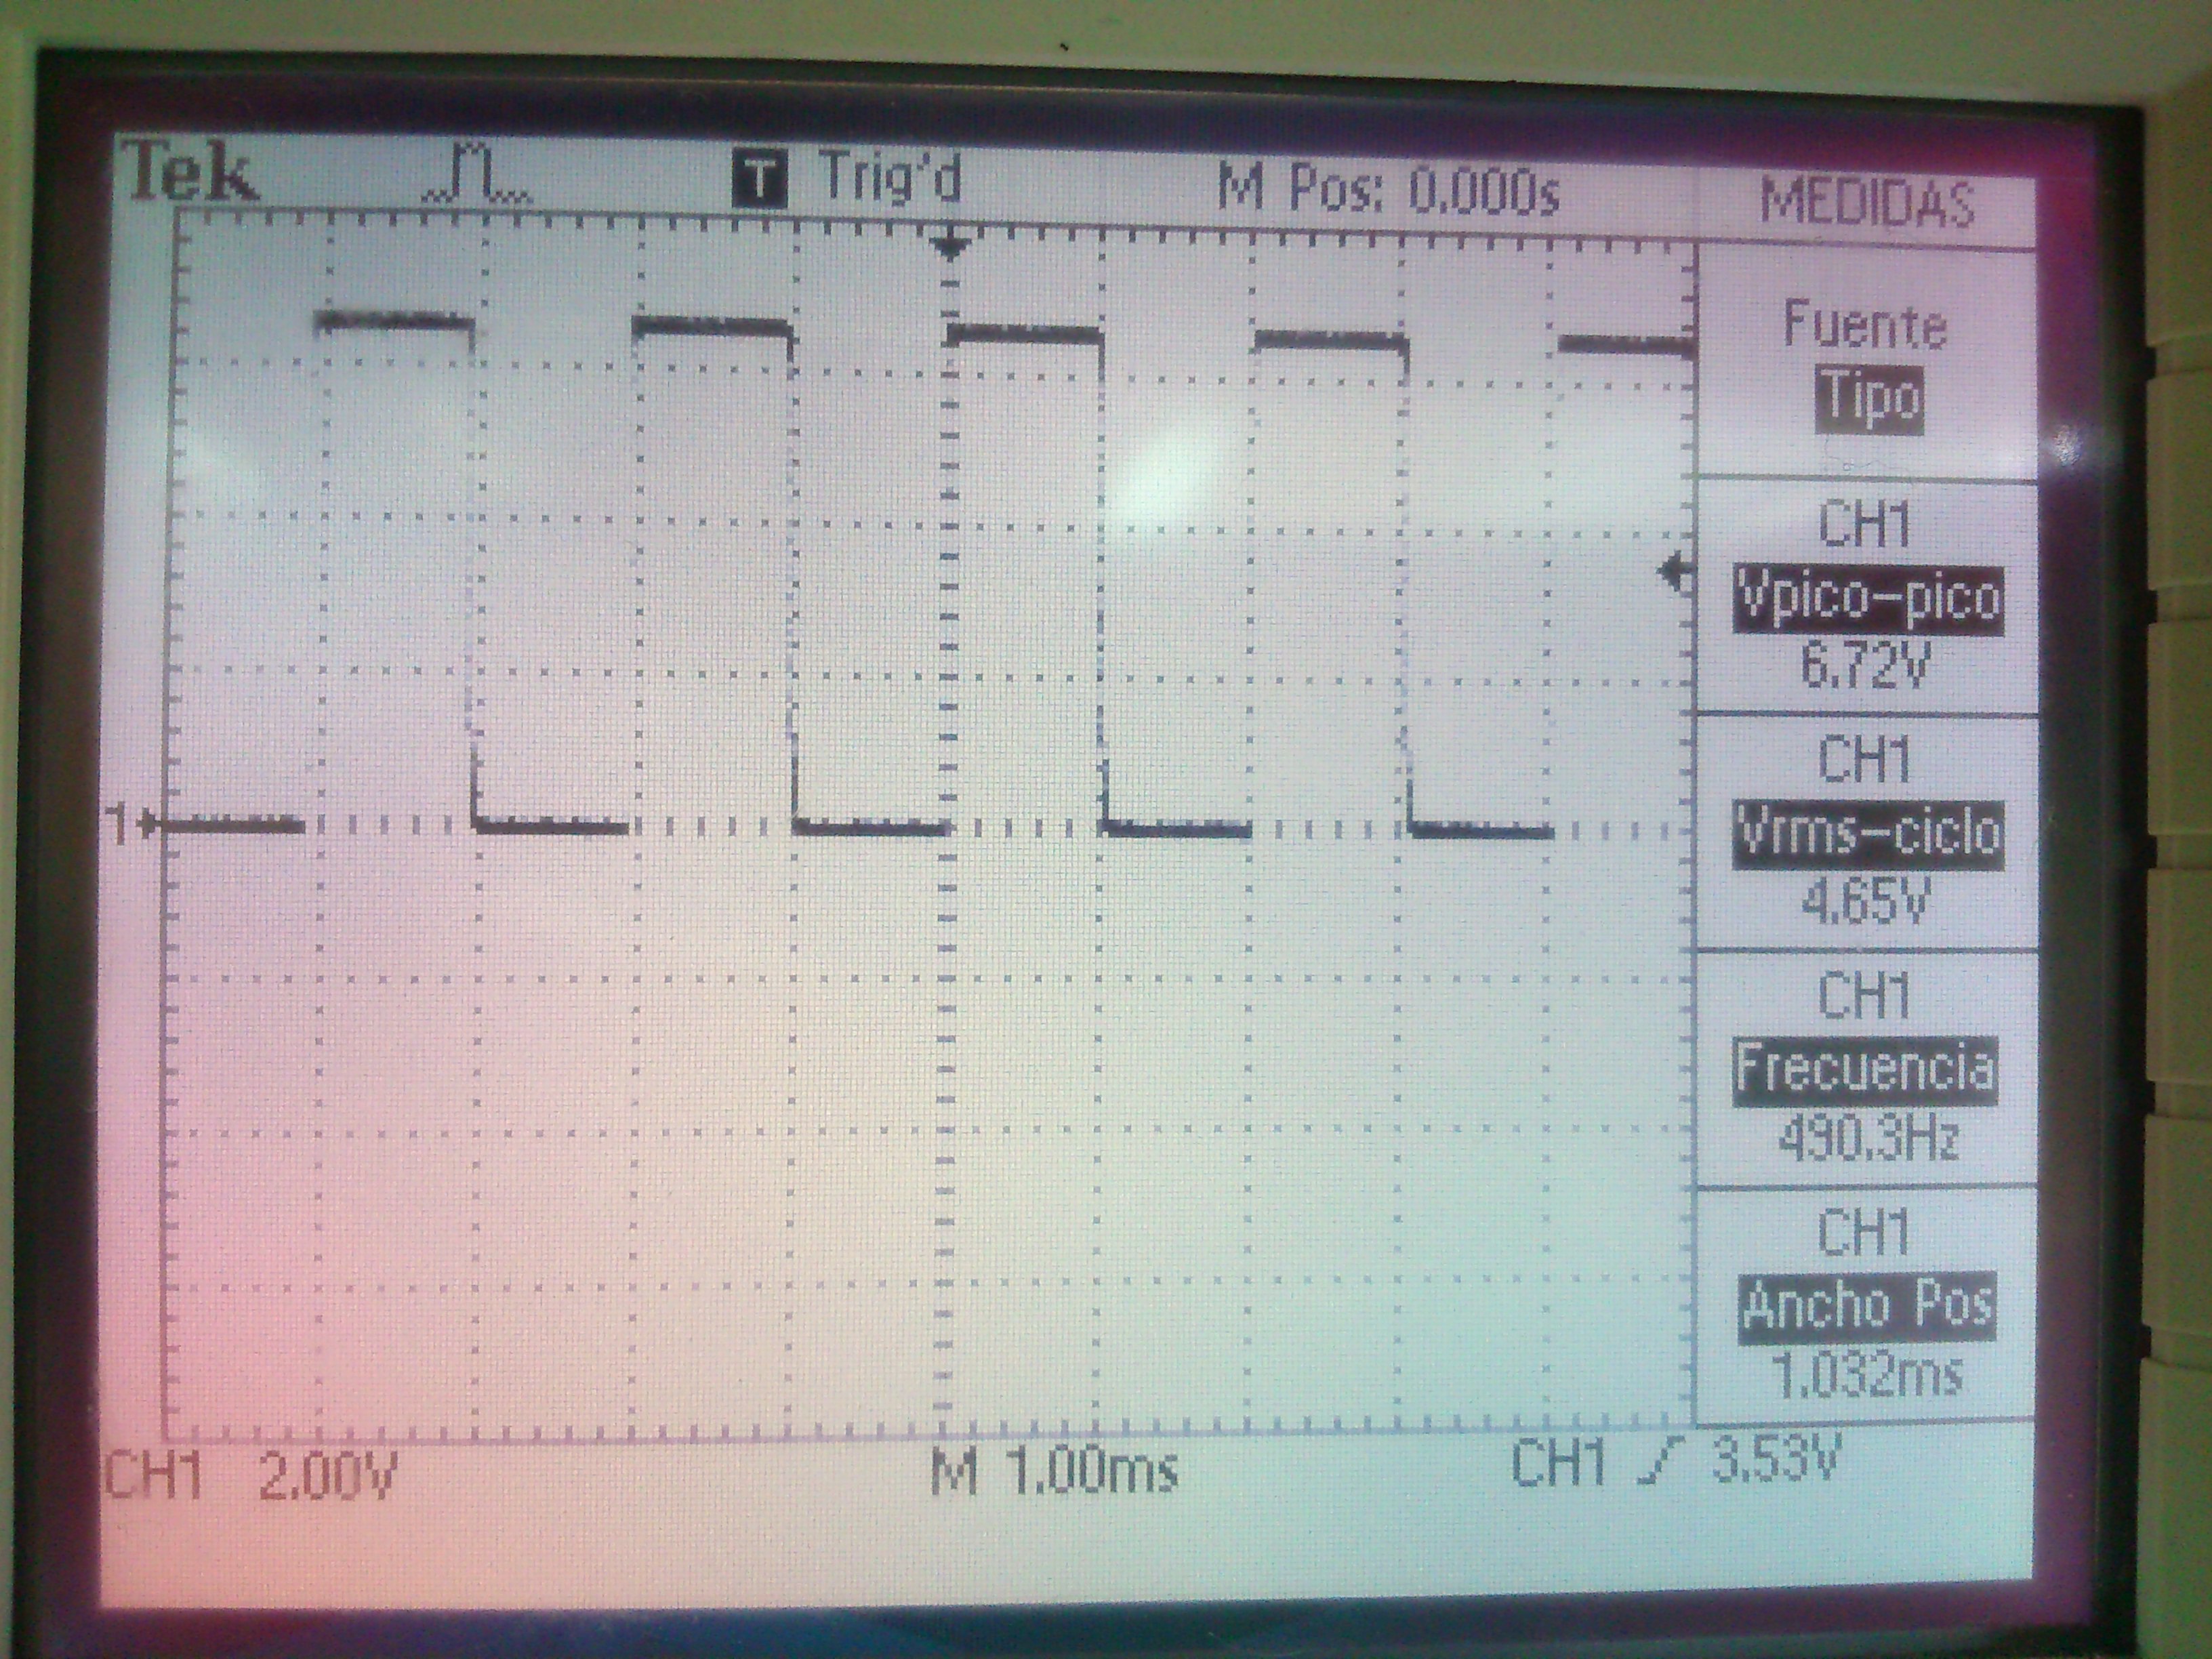 Tek T Trig'd M Pos: 0.000s MEDIDAS
Fuente
Tipo
CH1
Vpico-pico
6.72V
1
CH1
Vrms-ciclo
4.65V
CH1
Frecuencia
490.3Hz
CH1
Ancho Pos
1.032ms
CH1 2.00V M 1.00ms CH1 3.53V